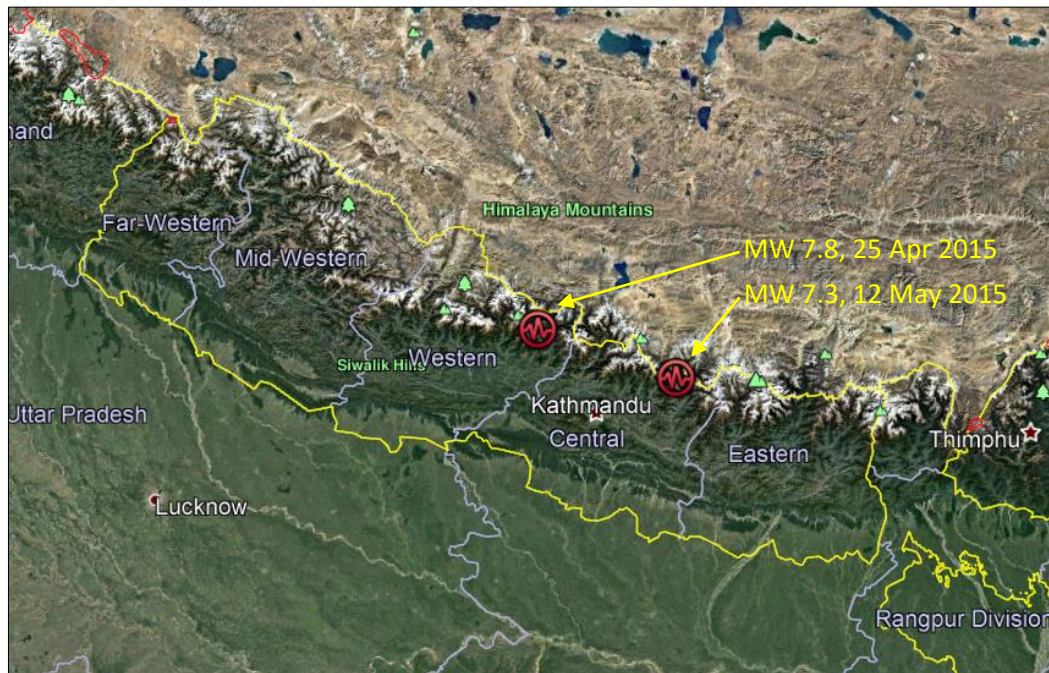 hand
Far-Western
Mid-Western
Himalaya Mountains
MW 7.8, 25 Apr 2015
MW 7.3, 12 May 2015
Siwalik Hills
Western
Uttar Pradesh
Kathmandu
Central
Eastern
Thimphu
Lucknow
Rangpur Division